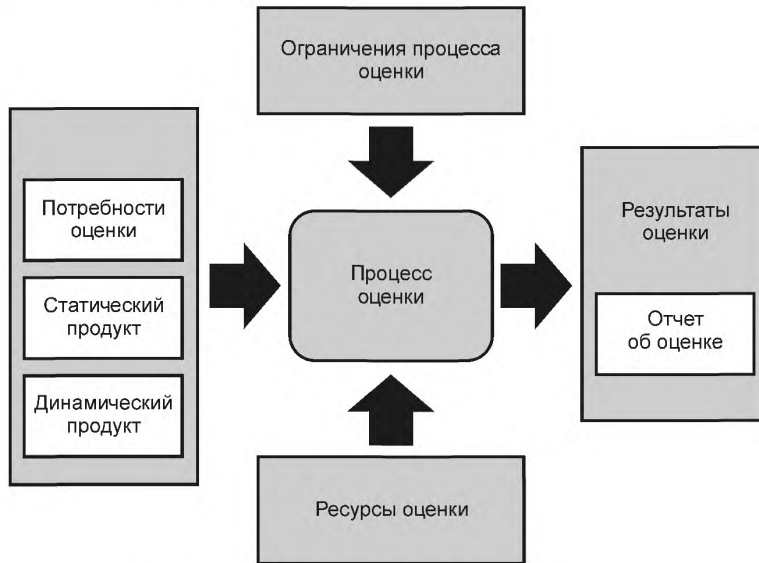 Ограничения процесса
оценки
Потребности
оценки
Статический
продукт
Динамический
продукт
Процесс
оценки
Результаты
оценки
Отчет
об оценке
Ресурсы оценки